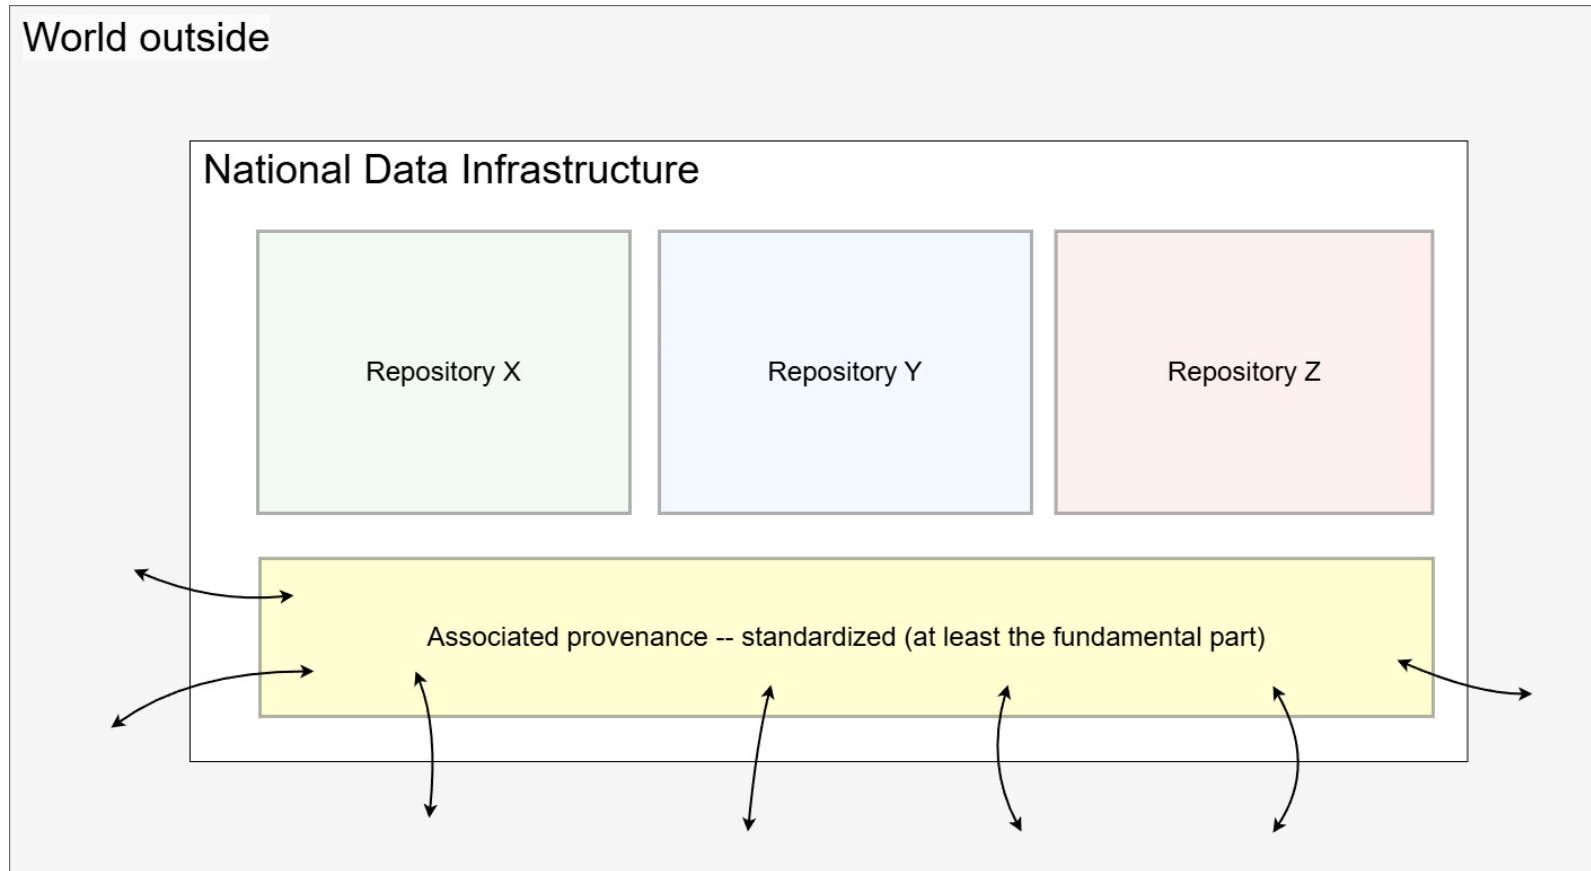 World outside
National Data Infrastructure
Repository X
Repository Y
Repository Z
Associated provenance -- standardized (at least the fundamental part)